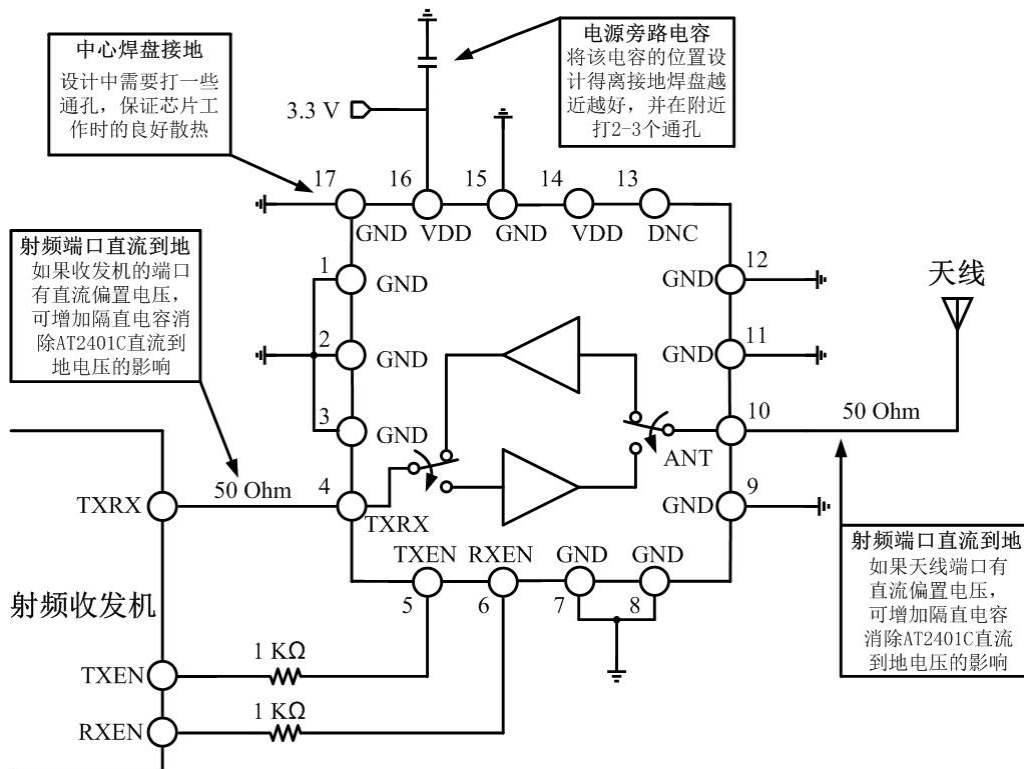 中心焊盘接地
设计中需要打一些
通孔，保证芯片工
作时的良好散热
电源旁路电容
将该电容的位置设
计得离接地焊盘越
近越好，并在附近
打2-3个通孔
3.3 V
17
16
15
14
13
GND
VDD
GND
VDD
DNC
射频端口直流到地
如果收发机的端口
有直流偏置电压，
可增加隔直电容消
除AT2401C直流到
地电压的影响
1
GND
2
GND
3
GND
4
TXRX
50 Ohm
TXRX
12
GND
11
GND
10
ANT
9
GND
天线
50 Ohm
TXEN
RXEN
GND
GND
5
6
7
8
射频收发机
1 KΩ
TXEN
1 KΩ
RXEN
射频端口直流到地
如果天线端口有
直流偏置电压，
可增加隔直电容
消除AT2401C直流
到地电压的影响